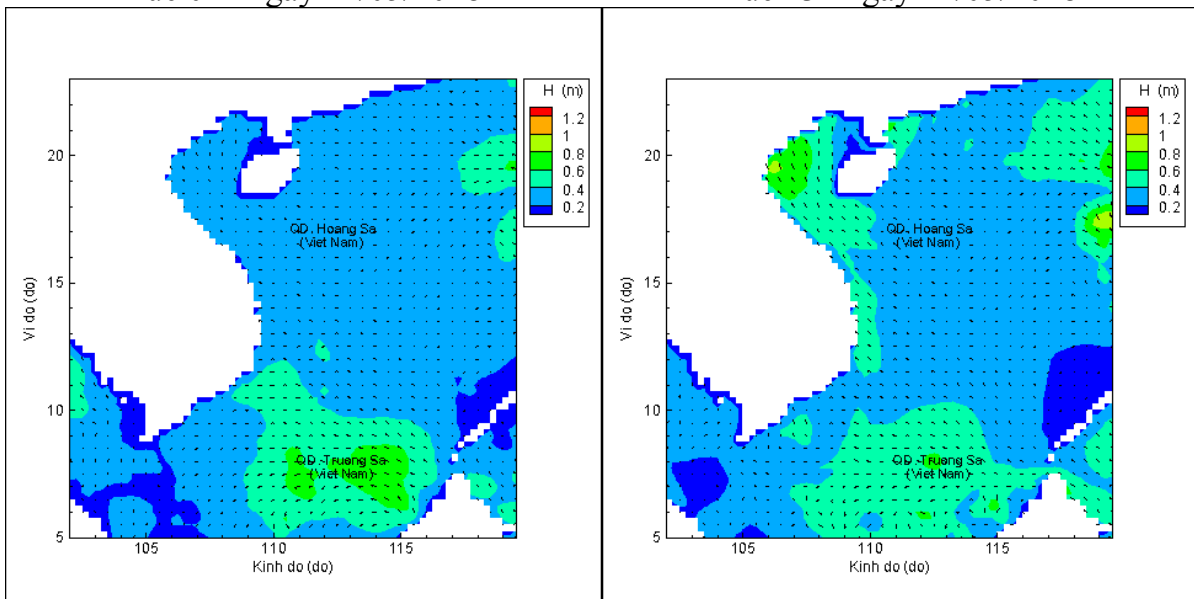 H (m)
1.2
1
0.8
0.6
0.4
0.2
20
15
10
5
Vi do (do)
QD. Hoang Sa
(Viet Nam)
QD. Truong Sa
(Viet Nam)
105
110
115
Kinh do (do)
H (m)
1.2
1
0.8
0.6
0.4
0.2
20
15
10
5
Vi do (do)
QD. Hoang Sa
(Viet Nam)
QD. Truong Sa
(Viet Nam)
105
110
115
Kinh do (do)